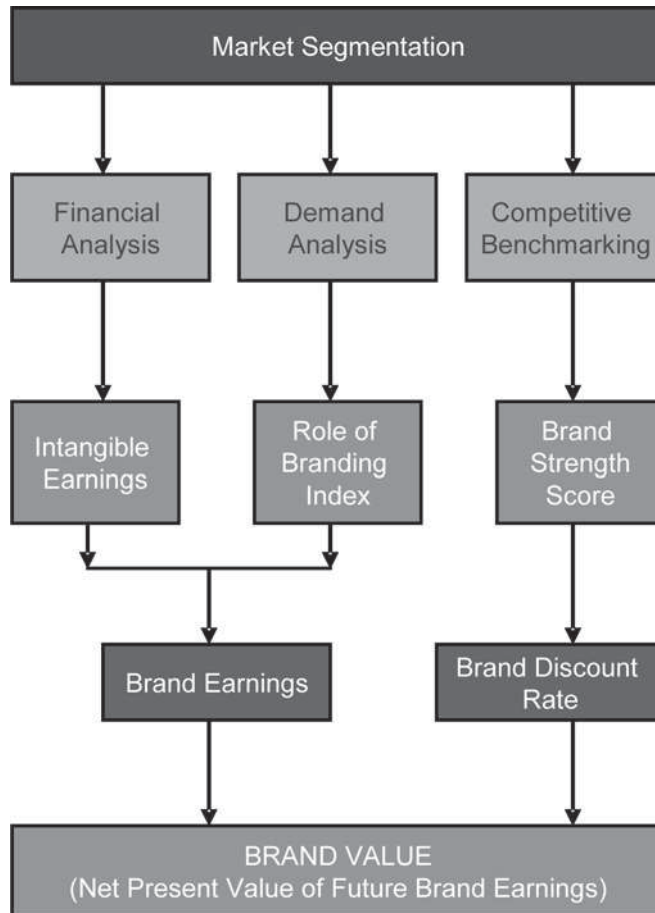 Market Segmentation
Financial
Analysis
Demand
Analysis
Competitive
Benchmarking
Intangible
Earnings
Role of
Branding
Index
Brand
Strength
Score
Brand Earnings
Brand Discount
Rate
BRAND VALUE
(Net Present Value of Future Brand Earnings)